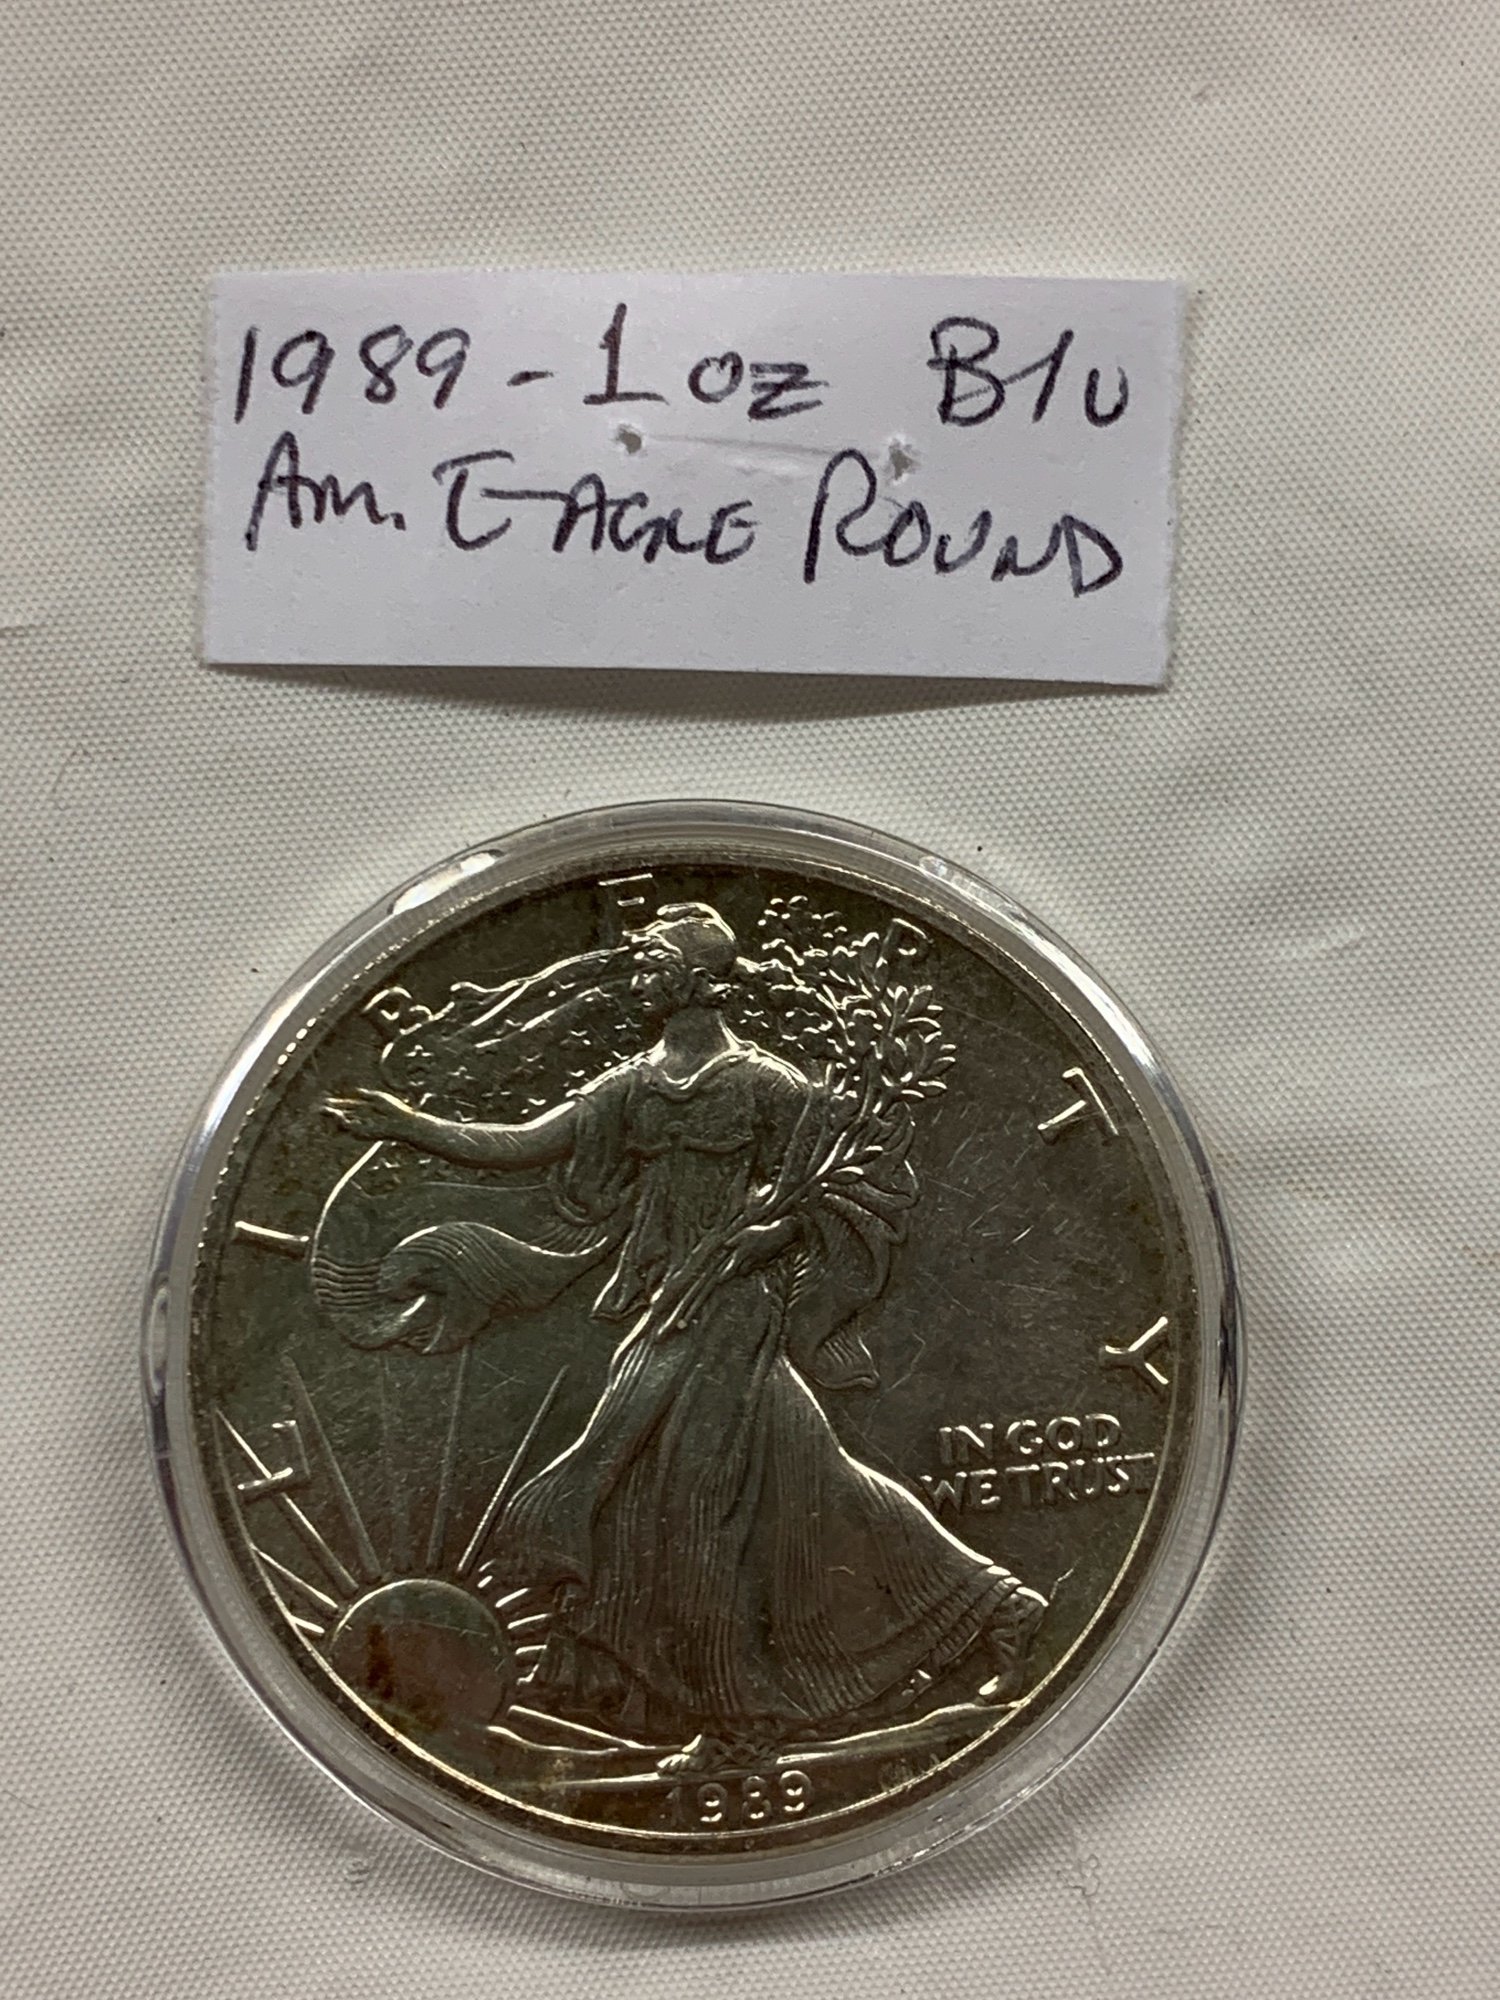 1989 - 1 oz B/U
Am. EAGLE ROUND
LIBERTY
IN GOD
WE TRUST
1989